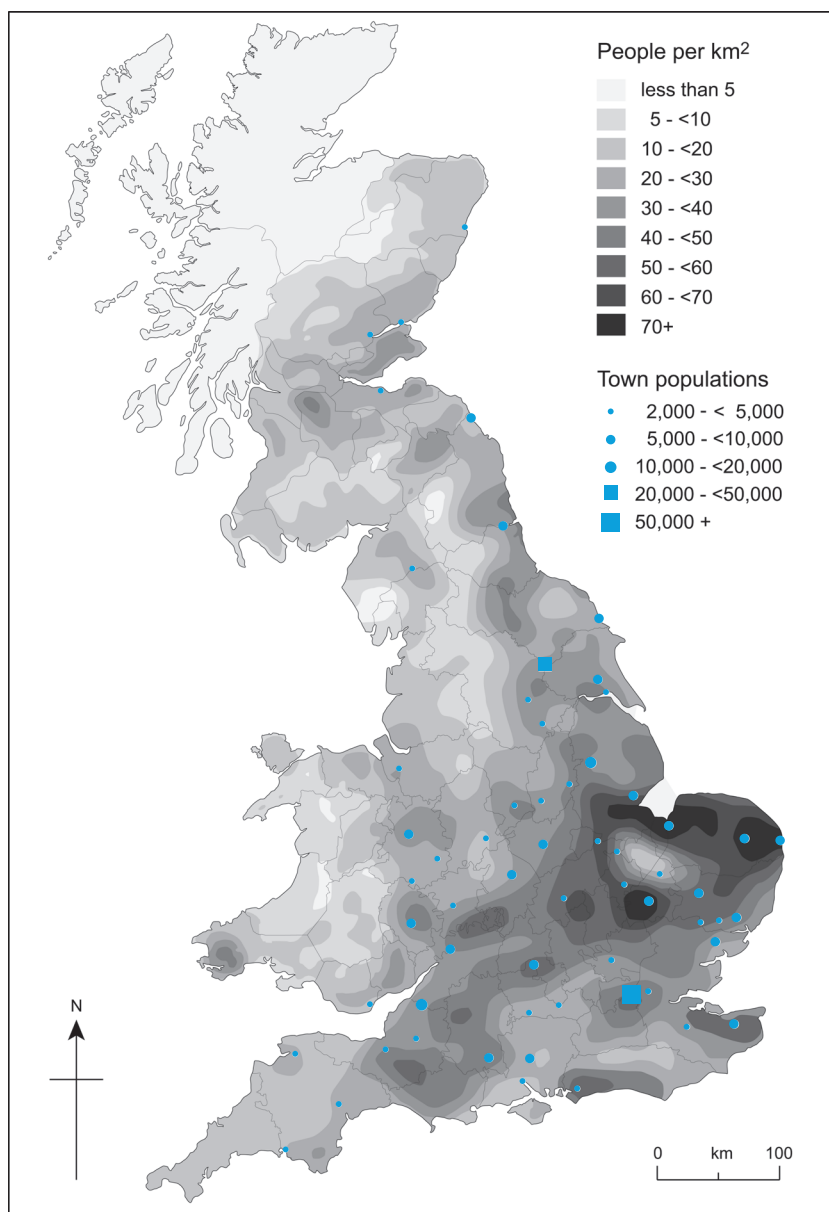 People per km²
less than 5
5 - <10
10 - <20
20 - <30
30 - <40
40 - <50
50 - <60
60 - <70
70+
Town populations
2,000 - < 5,000
5,000 - <10,000
10,000 - <20,000
20,000 - <50,000
50,000 +
N
0 km 100